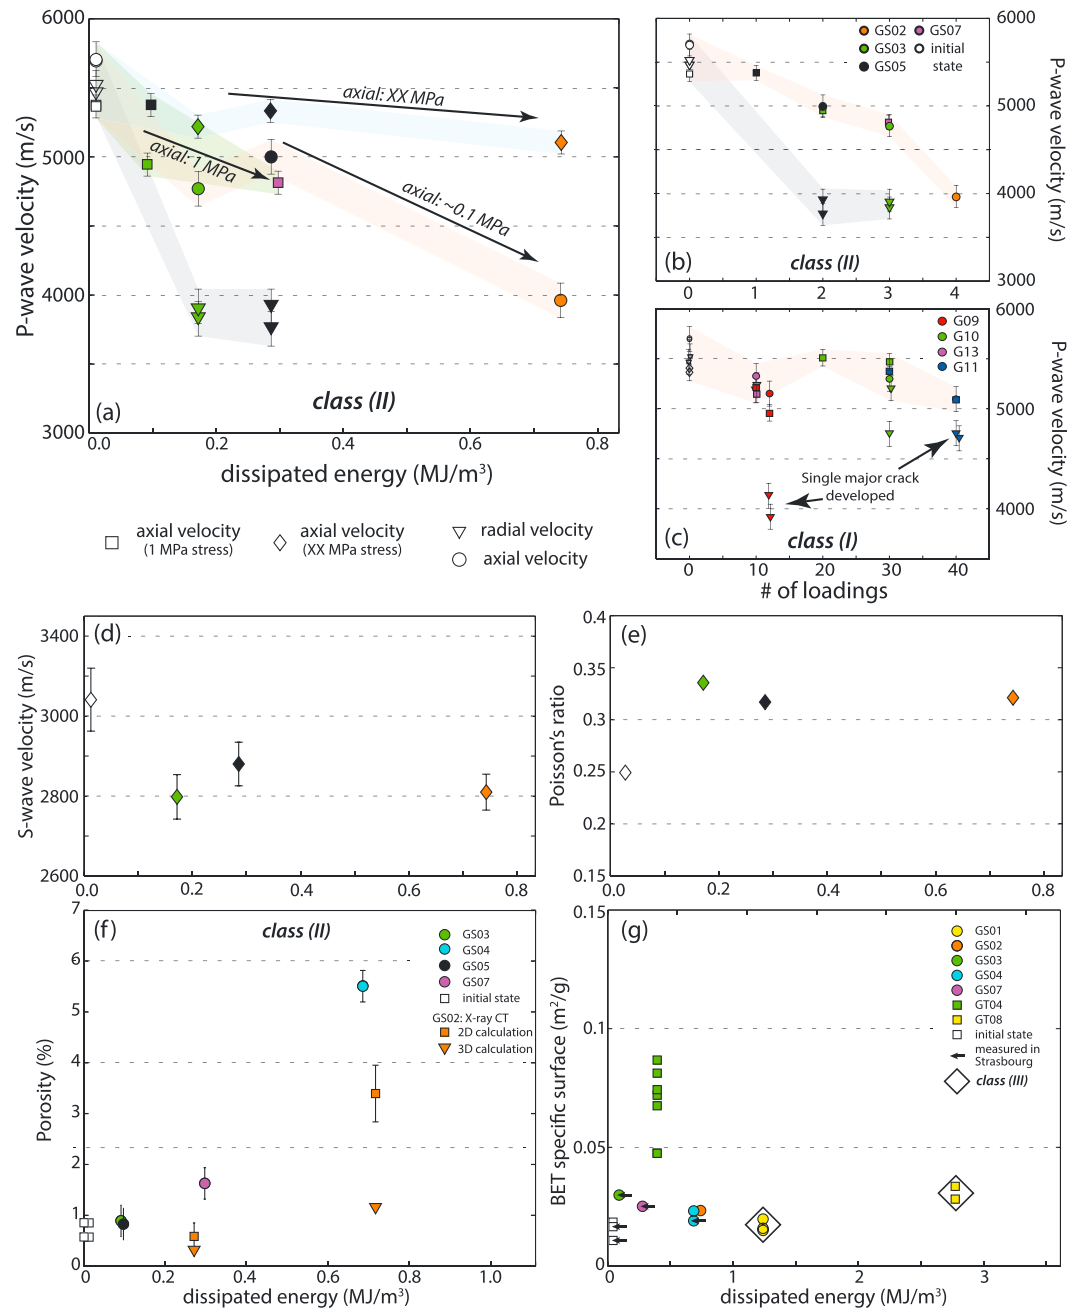 6000
5000
4000
3000
P-wave velocity (m/s)
axial: XX MPa
axial: 1 MPa
axial: ~0.1 MPa
(a)
class (II)
0.0
0.2
0.4
0.6
0.8
dissipated energy (MJ/m³)
axial velocity
(1 MPa stress)
axial velocity
(XX MPa stress)
radial velocity
axial velocity
GS02
GS07
GS03
initial
GS05
state
6000
5000
4000
3000
P-wave velocity (m/s)
(b)
class (II)
0
1
2
3
4
G09
G10
G13
G11
6000
5000
4000
P-wave velocity (m/s)
Single major crack
developed
(c)
class (I)
0
10
20
30
40
# of loadings
(d)
3400
3000
2800
2600
S-wave velocity (m/s)
0.0
0.2
0.4
0.6
0.8
(e)
0.4
0.35
0.3
0.25
0.2
0.15
Poisson's ratio
0.0
0.2
0.4
0.6
0.8
(f)
class (II)
GS03
GS04
GS05
GS07
initial state
GS02: X-ray CT
2D calculation
3D calculation
7
6
5
4
3
2
1
0
Porosity (%)
0
0.2
0.4
0.6
0.8
1.0
dissipated energy (MJ/m³)
(g)
GS01
GS02
GS03
GS04
GS07
GT04
GT08
initial state
measured in
Strasbourg
class (III)
0.15
0.1
0.05
0
BET specific surface (m²/g)
0
1
2
3
dissipated energy (MJ/m³)